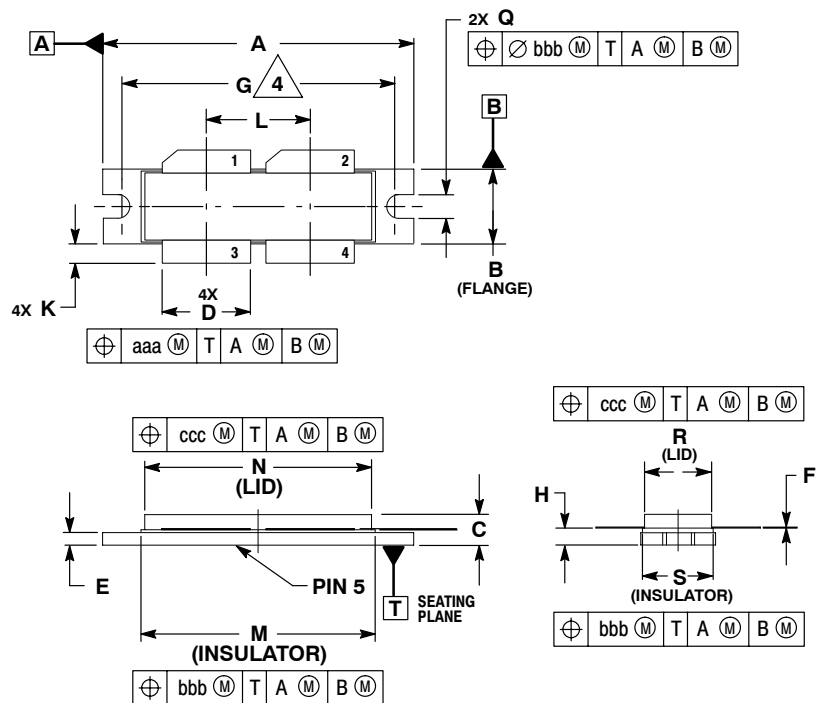 A
A
2X Q
⌖ ∅ bbb Ⓜ T A Ⓜ B Ⓜ
G 4
L
B
1 2
3 4
B
(FLANGE)
4X K
4X
D
⌖ aaa Ⓜ T A Ⓜ B Ⓜ
⌖ ccc Ⓜ T A Ⓜ B Ⓜ
N
(LID)
C
E
PIN 5
T SEATING
PLANE
M
(INSULATOR)
⌖ bbb Ⓜ T A Ⓜ B Ⓜ
⌖ ccc Ⓜ T A Ⓜ B Ⓜ
R
(LID)
F
H
S
(INSULATOR)
⌖ bbb Ⓜ T A Ⓜ B Ⓜ